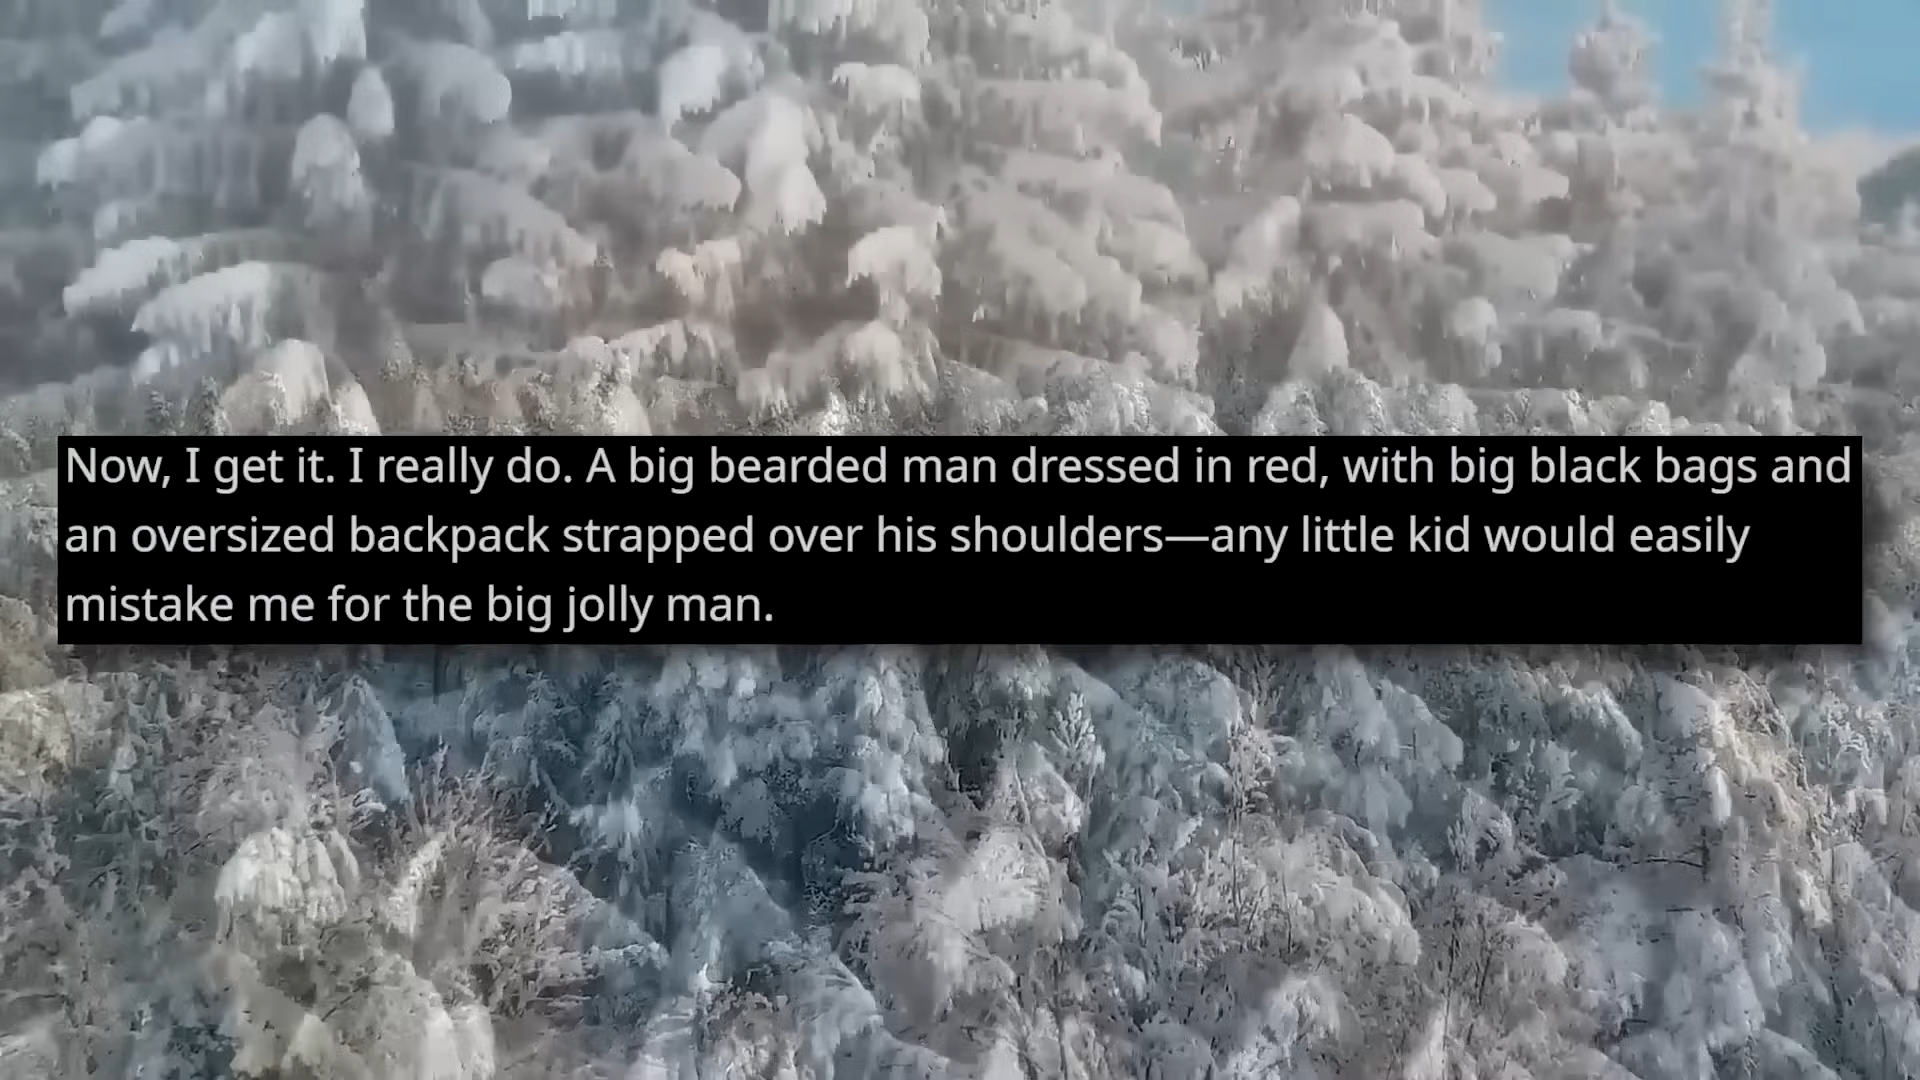 Now, I get it. I really do. A big bearded man dressed in red, with big black bags and
an oversized backpack strapped over his shoulders—any little kid would easily
mistake me for the big jolly man.